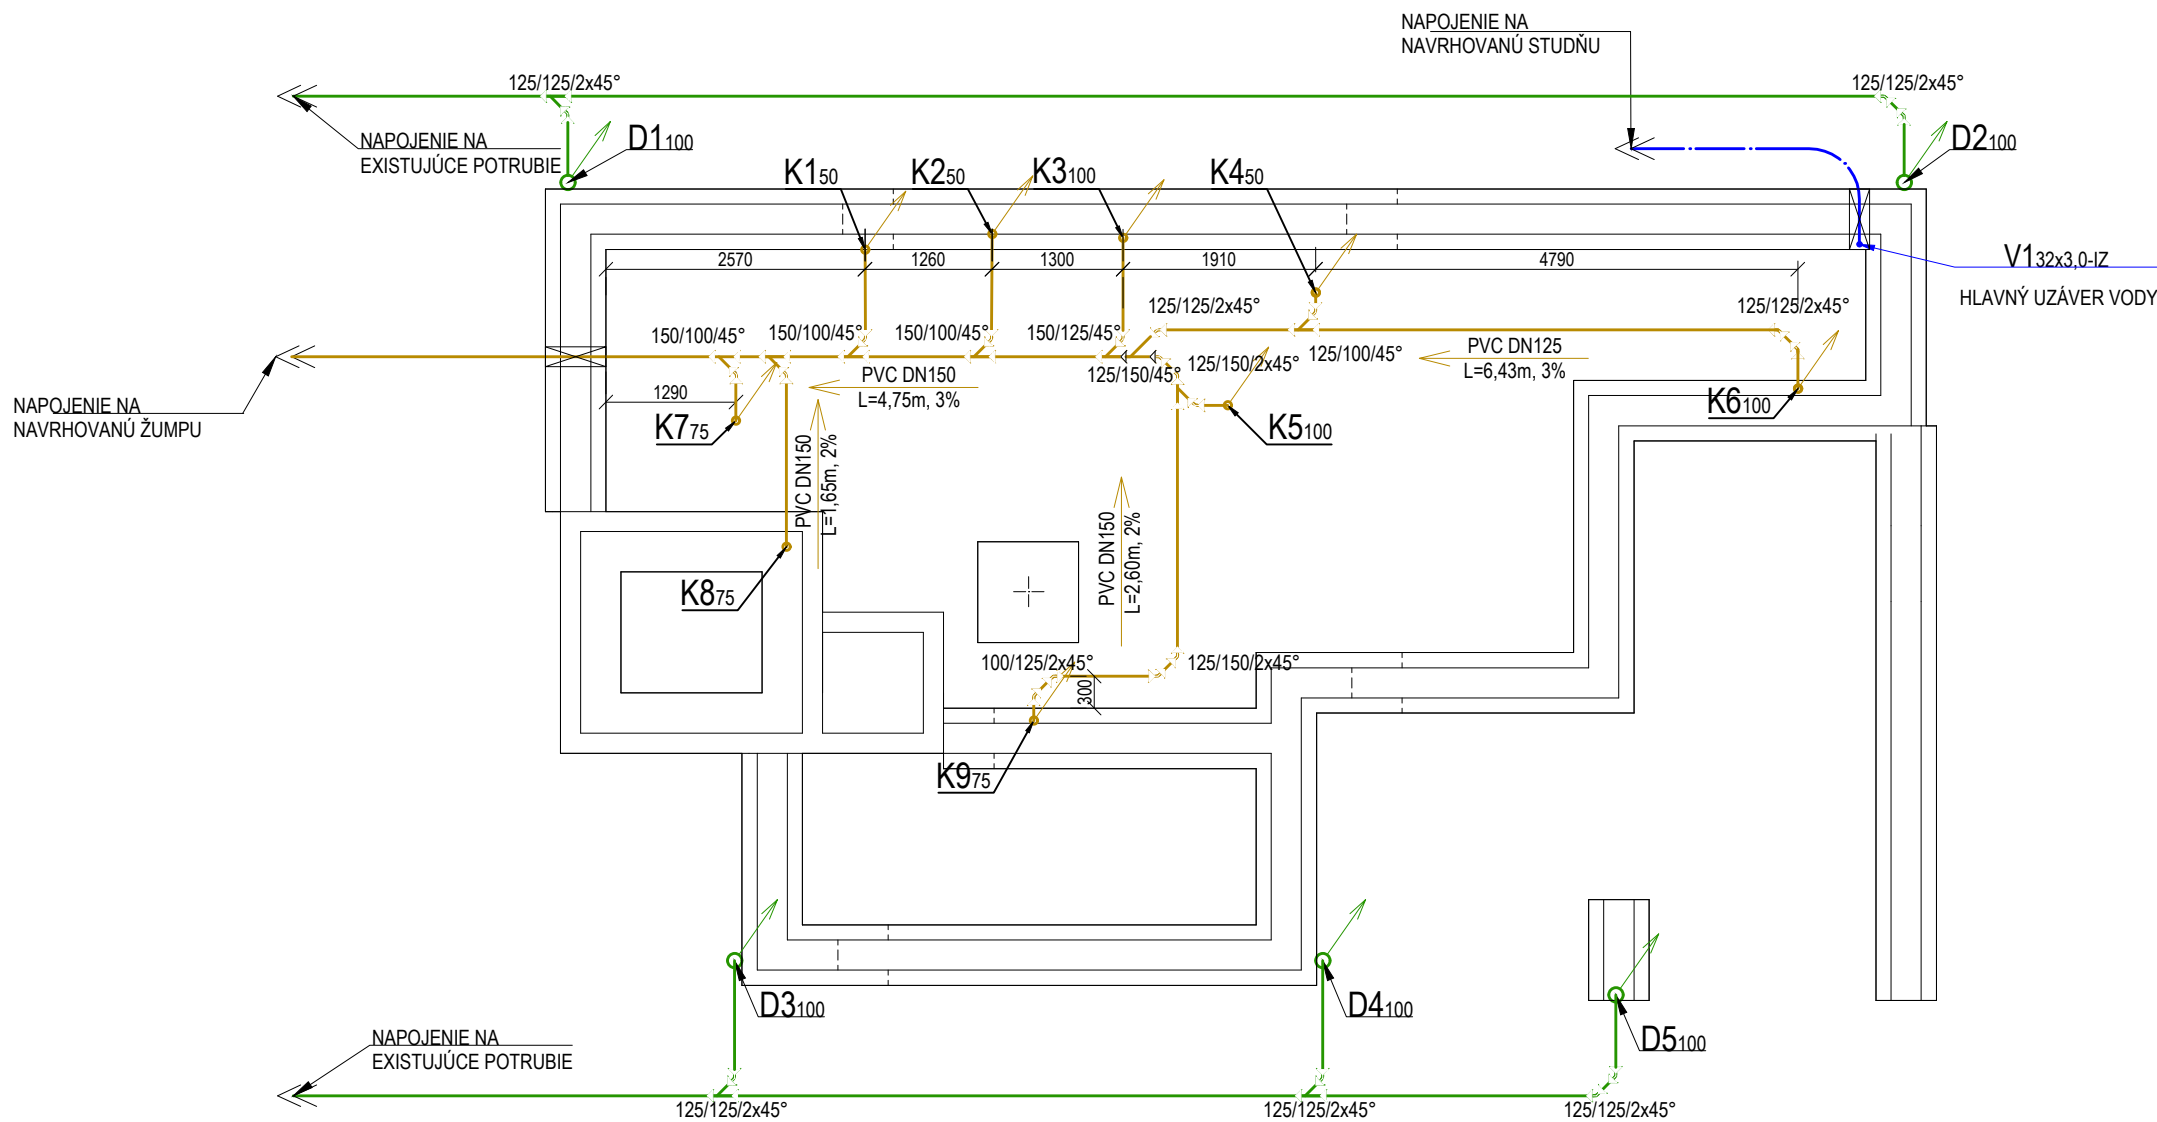 NAPOJENIE NA
NAVRHOVANÚ STUDŇU
125/125/2x45°
125/125/2x45°
NAPOJENIE NA
EXISTUJÚCE POTRUBIE
D1100
D2100
K150
K250
K3100
K450
2570
1260
1300
1910
4790
V132x3,0-IZ
HLAVNÝ UZÁVER VODY
150/100/45°
150/100/45°
150/100/45°
150/125/45°
125/125/2x45°
125/125/2x45°
125/100/45°
125/150/2x45°
125/150/45°
PVC DN125
L=6,43m, 3%
PVC DN150
L=4,75m, 3%
1290
NAPOJENIE NA
NAVRHOVANÚ ŽUMPU
K775
K5100
K6100
PVC DN150
L=1,65m, 2%
PVC DN150
L=2,60m, 2%
K875
100/125/2x45°
125/150/2x45°
300
K975
D3100
D4100
D5100
NAPOJENIE NA
EXISTUJÚCE POTRUBIE
125/125/2x45°
125/125/2x45°
125/125/2x45°